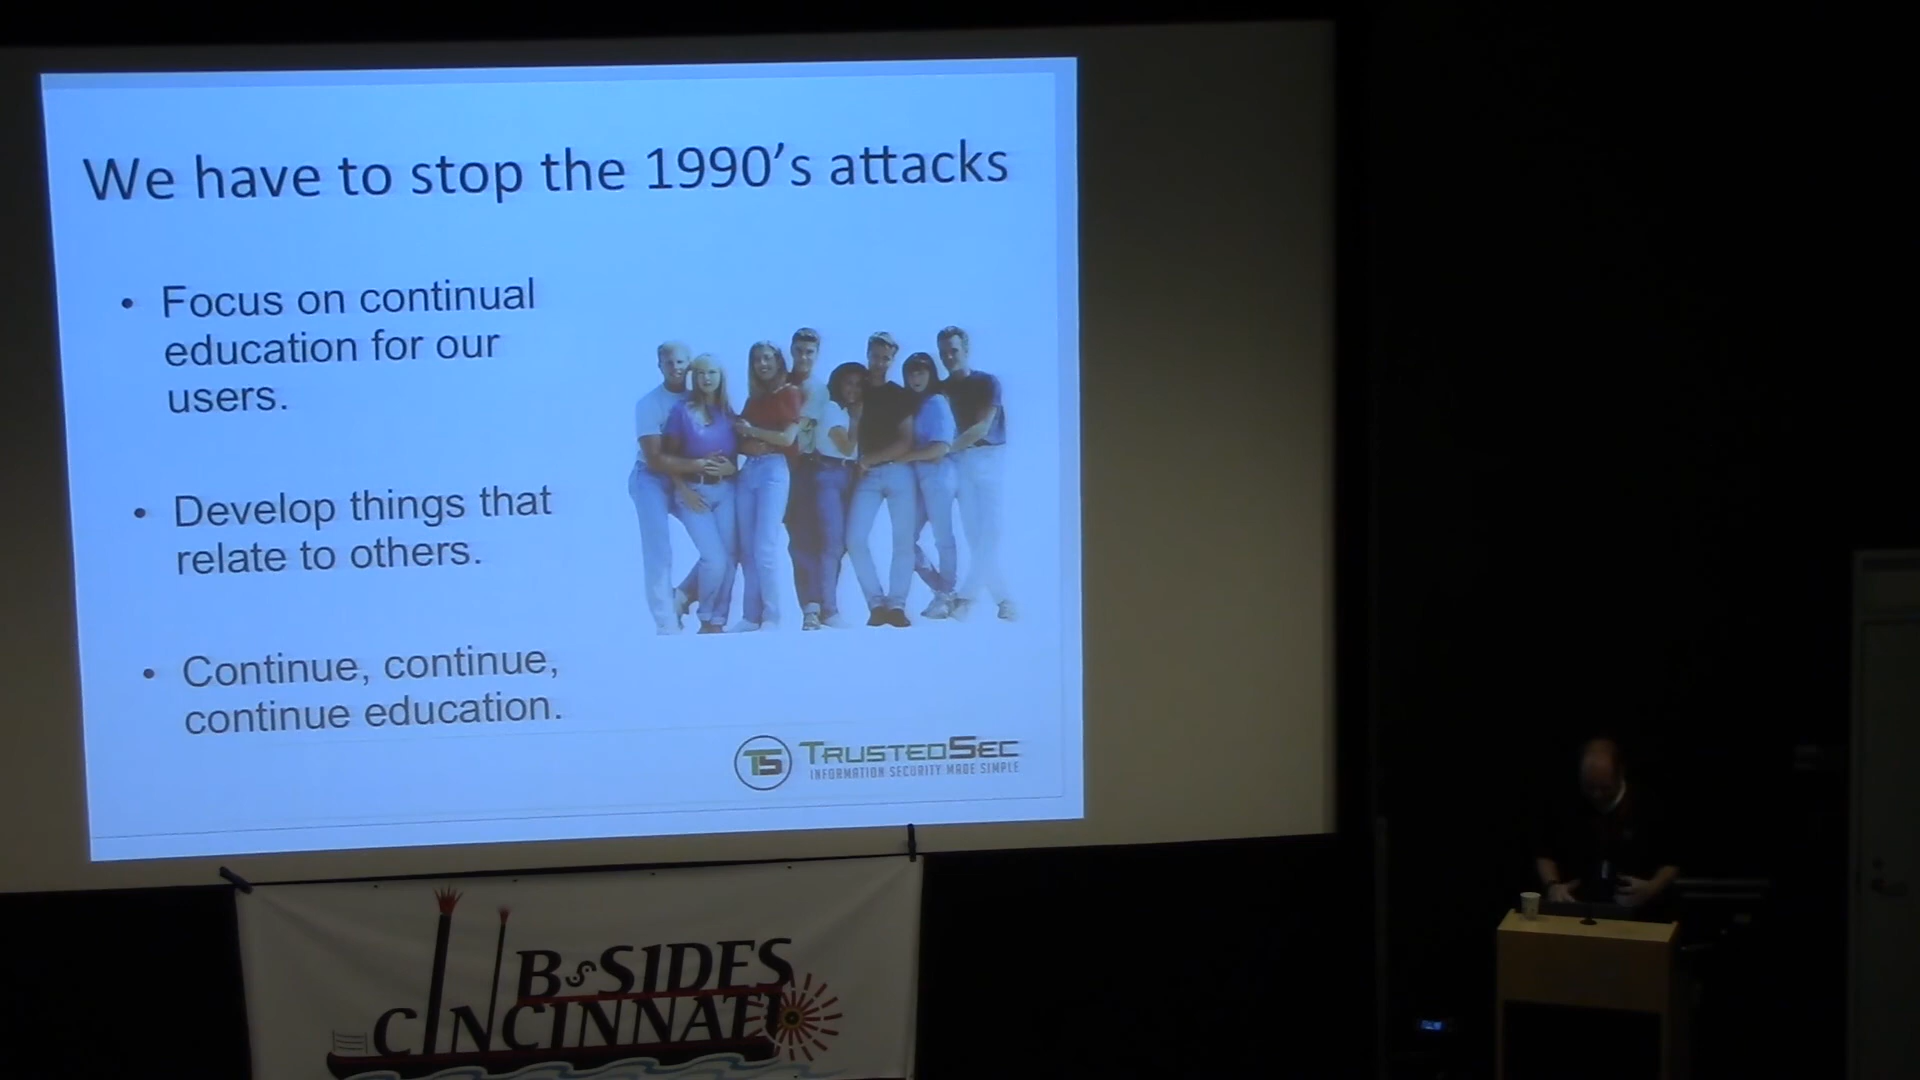 We have to stop the 1990's attacks
• Focus on continual
education for our
users.
• Develop things that
relate to others.
• Continue, continue,
continue education.
TS TRUSTEDSEC
INFORMATION SECURITY MADE SIMPLE
B-SIDES
CINCINNATI